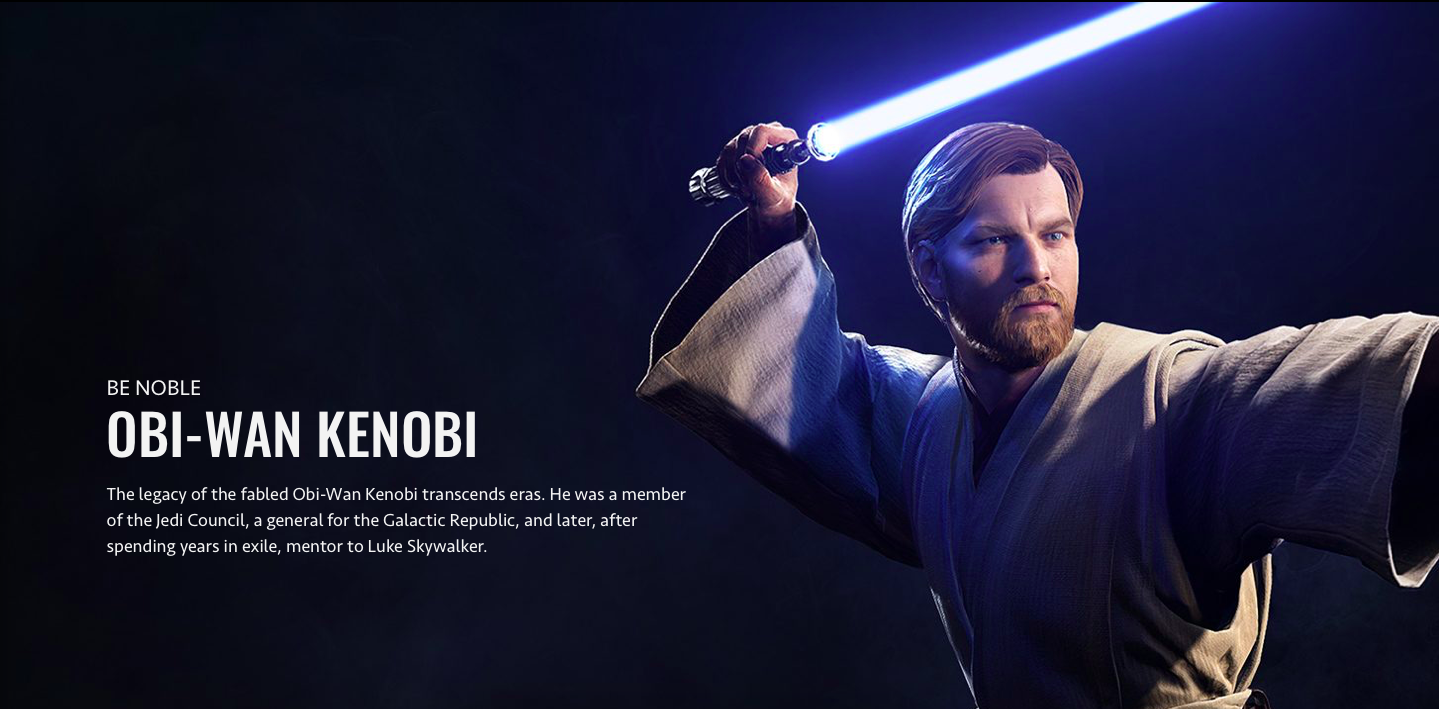 BE NOBLE
OBI-WAN KENOBI
The legacy of the fabled Obi-Wan Kenobi transcends eras. He was a member
of the Jedi Council, a general for the Galactic Republic, and later, after
spending years in exile, mentor to Luke Skywalker.